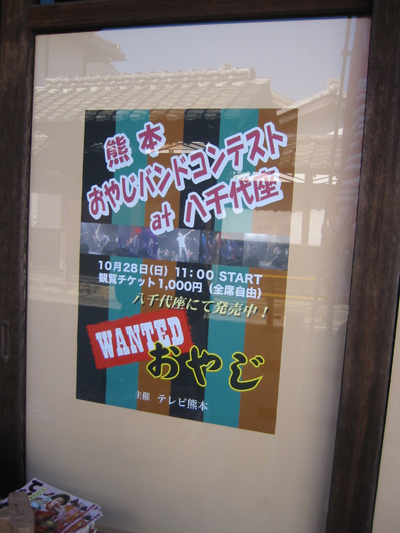 熊本
おやじバンドコンテスト
at 八千代座
10月28日(日) 11:00 START
観覧チケット1,000円（全席自由）
八千代座にて発売中！
WANTED
おやじ
主催 テレビ熊本